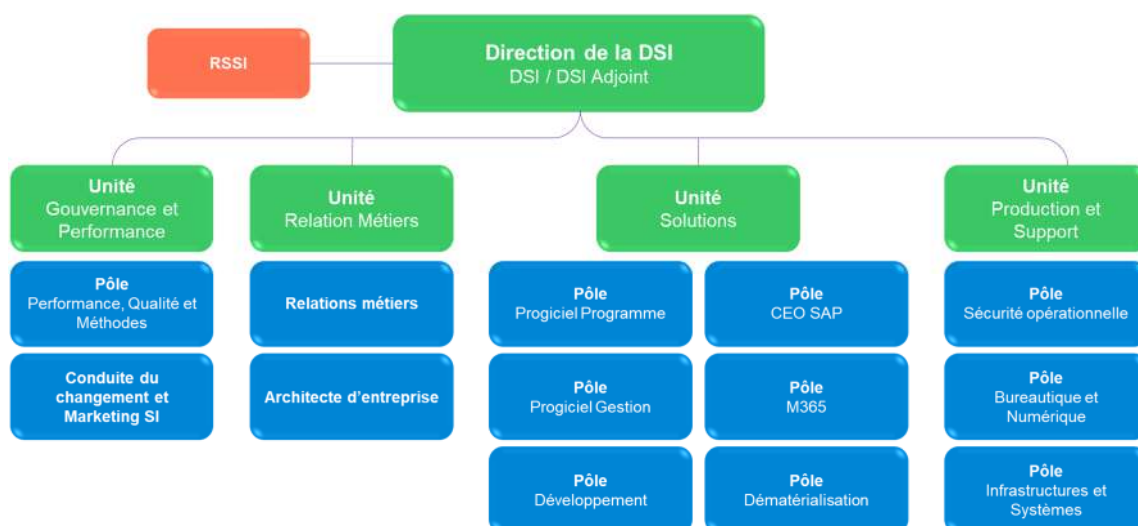 RSSI
Direction de la DSI
DSI / DSI Adjoint
Unité
Gouvernance et
Performance
Unité
Relation Métiers
Unité
Solutions
Unité
Production et
Support
Pôle
Performance, Qualité et
Méthodes
Relations métiers
Pôle
Progiciel Programme
Pôle
CEO SAP
Pôle
Sécurité opérationnelle
Conduite du
changement et
Marketing SI
Architecte d'entreprise
Pôle
Progiciel Gestion
Pôle
M365
Pôle
Bureautique et
Numérique
Pôle
Développement
Pôle
Dématérialisation
Pôle
Infrastructures et
Systèmes